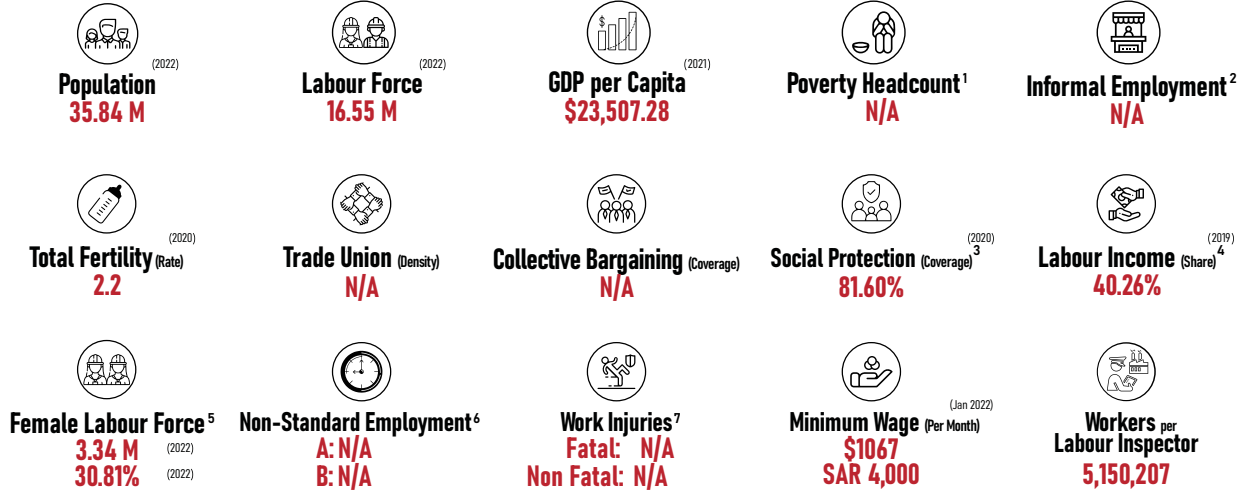 (2022)
Population
35.84 M
(2022)
Labour Force
16.55 M
$
(2021)
GDP per Capita
$23,507.28
Poverty Headcount 1
N/A
Informal Employment 2
N/A
(2020)
Total Fertility (Rate)
2.2
Trade Union (Density)
N/A
Collective Bargaining (Coverage)
N/A
(2020)
Social Protection (Coverage) 3
81.60%
(2019)
Labour Income (Share) 4
40.26%
Female Labour Force 5
3.34 M (2022)
30.81% (2022)
Non-Standard Employment 6
A: N/A
B: N/A
Work Injuries 7
Fatal: N/A
Non Fatal: N/A
(Jan 2022)
Minimum Wage (Per Month)
$1067
SAR 4,000
Workers per
Labour Inspector
5,150,207